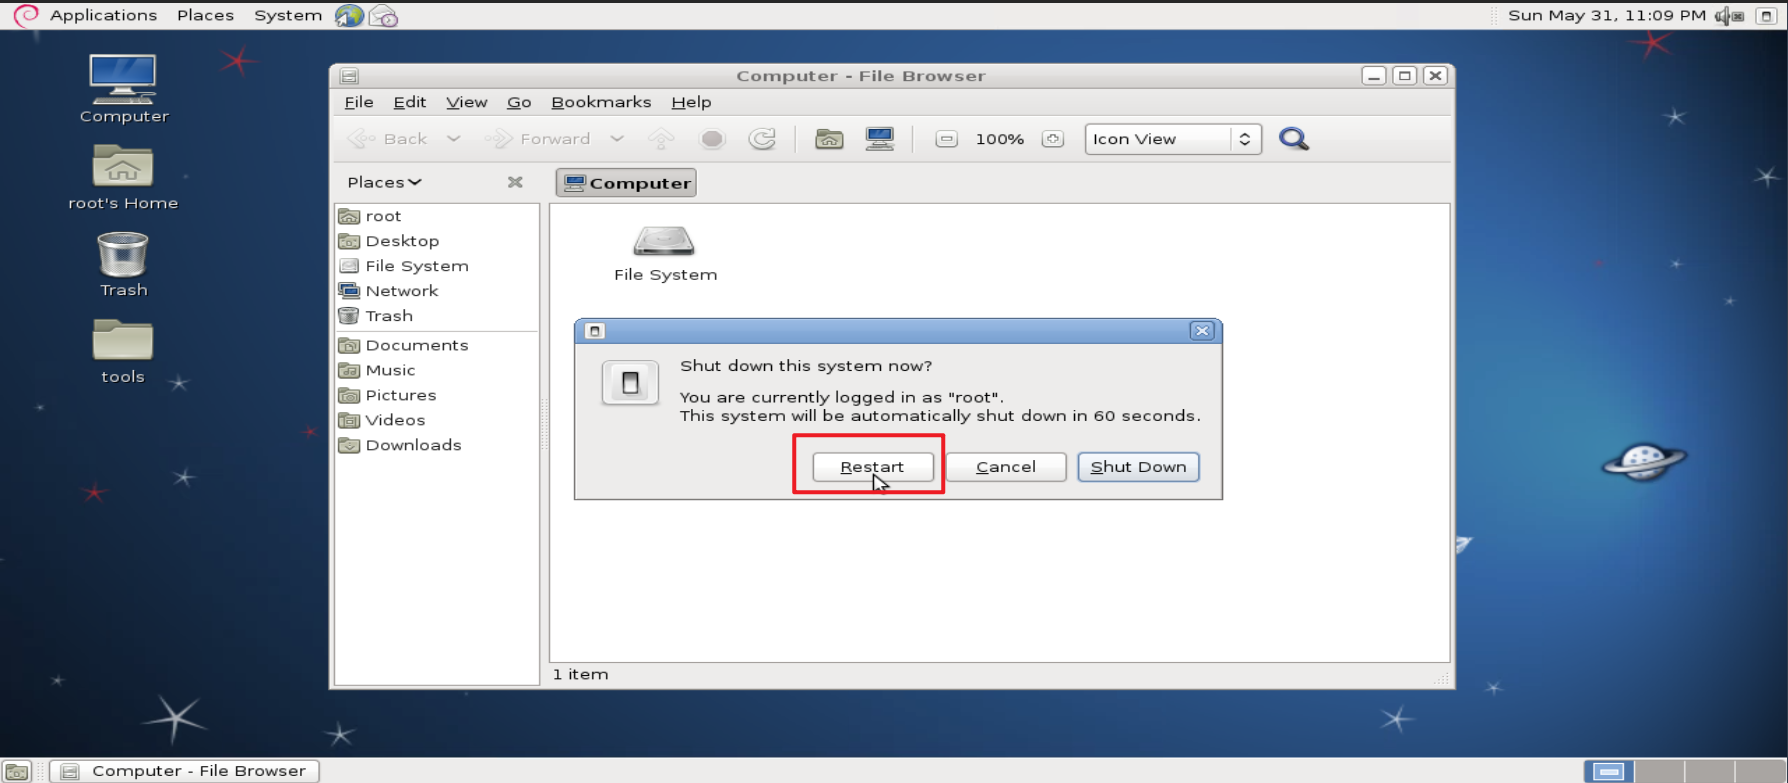 Applications Places System
Sun May 31, 11:09 PM
Computer
root's Home
Trash
tools
Computer - File Browser
File Edit View Go Bookmarks Help
Back Forward 100% Icon View
Places Computer
root
Desktop
File System
Network
Trash
Documents
Music
Pictures
Videos
Downloads
File System
Shut down this system now?
You are currently logged in as "root".
This system will be automatically shut down in 60 seconds.
Restart Cancel Shut Down
1 item
Computer - File Browser